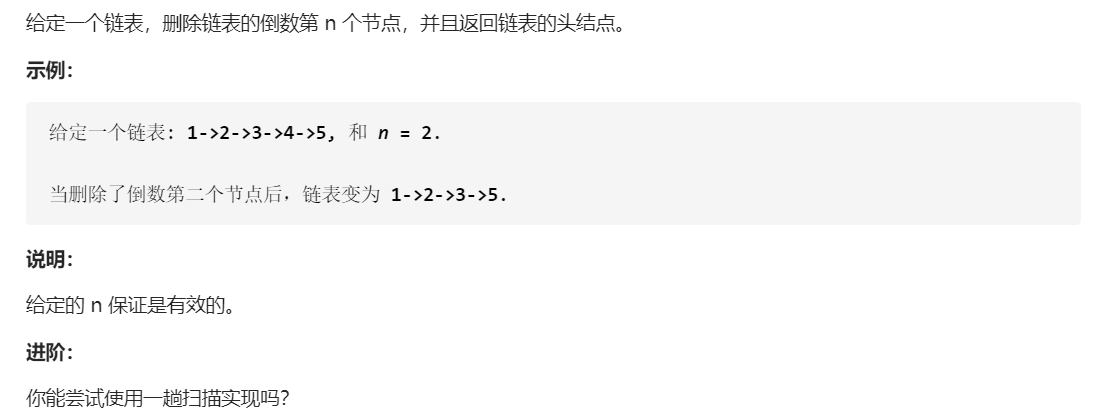 给定一个链表，删除链表的倒数第 n 个节点，并且返回链表的头结点。
示例：
给定一个链表: 1->2->3->4->5, 和 n = 2.
当删除了倒数第二个节点后，链表变为 1->2->3->5.
说明：
给定的 n 保证是有效的。
进阶：
你能尝试使用一趟扫描实现吗？